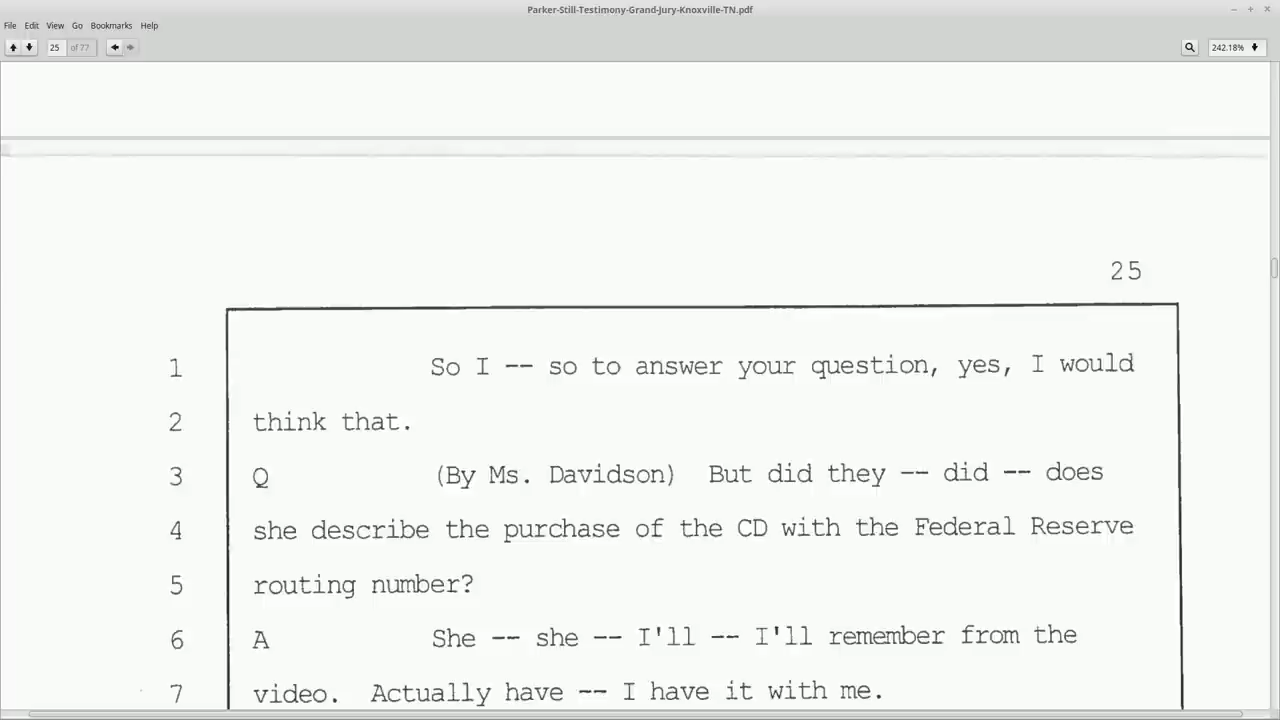 Parker-Still-Testimony-Grand-Jury-Knoxville-TN.pdf
File Edit View Go Bookmarks Help
25 of 77
242.18%
25
1 So I -- so to answer your question, yes, I would
2 think that.
3 Q (By Ms. Davidson) But did they -- did -- does
4 she describe the purchase of the CD with the Federal Reserve
5 routing number?
6 A She -- she -- I'll -- I'll remember from the
7 video. Actually have -- I have it with me.